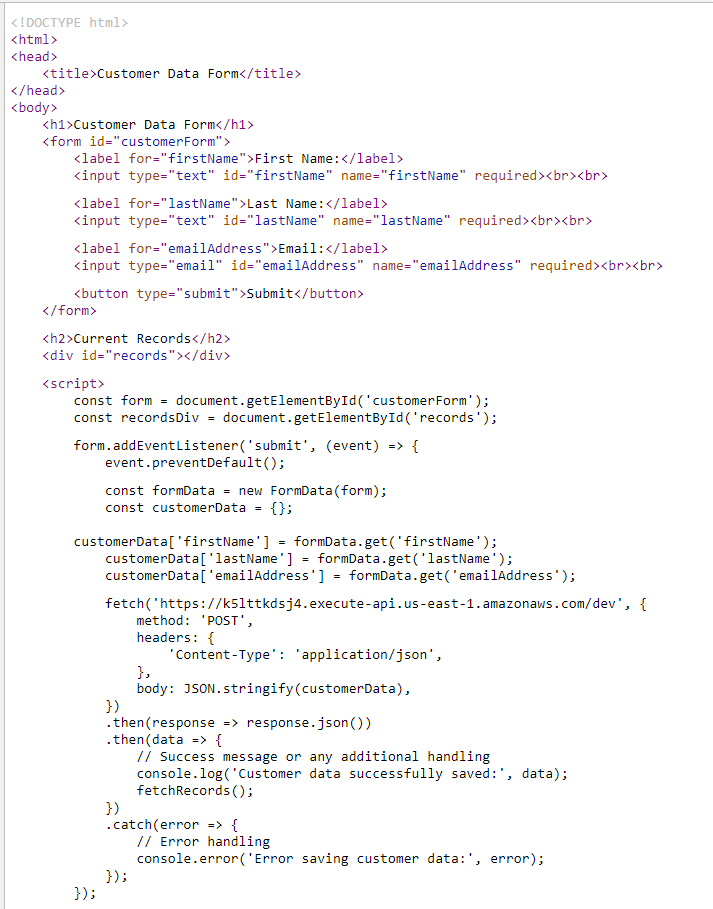 <!DOCTYPE html>
<html>
<head>
    <title>Customer Data Form</title>
</head>
<body>
    <h1>Customer Data Form</h1>
    <form id="customerForm">
        <label for="firstName">First Name:</label>
        <input type="text" id="firstName" name="firstName" required><br><br>
        <label for="lastName">Last Name:</label>
        <input type="text" id="lastName" name="lastName" required><br><br>
        <label for="emailAddress">Email:</label>
        <input type="email" id="emailAddress" name="emailAddress" required><br><br>
        <button type="submit">Submit</button>
    </form>
    <h2>Current Records</h2>
    <div id="records"></div>
    <script>
        const form = document.getElementById('customerForm');
        const recordsDiv = document.getElementById('records');
        form.addEventListener('submit', (event) => {
            event.preventDefault();
            const formData = new FormData(form);
            const customerData = {};
        customerData['firstName'] = formData.get('firstName');
            customerData['lastName'] = formData.get('lastName');
            customerData['emailAddress'] = formData.get('emailAddress');
            fetch('https://k5lttkdsj4.execute-api.us-east-1.amazonaws.com/dev', {
                method: 'POST',
                headers: {
                    'Content-Type': 'application/json',
                },
                body: JSON.stringify(customerData),
            })
            .then(response => response.json())
            .then(data => {
                // Success message or any additional handling
                console.log('Customer data successfully saved:', data);
                fetchRecords();
            })
            .catch(error => {
                // Error handling
                console.error('Error saving customer data:', error);
            });
        });